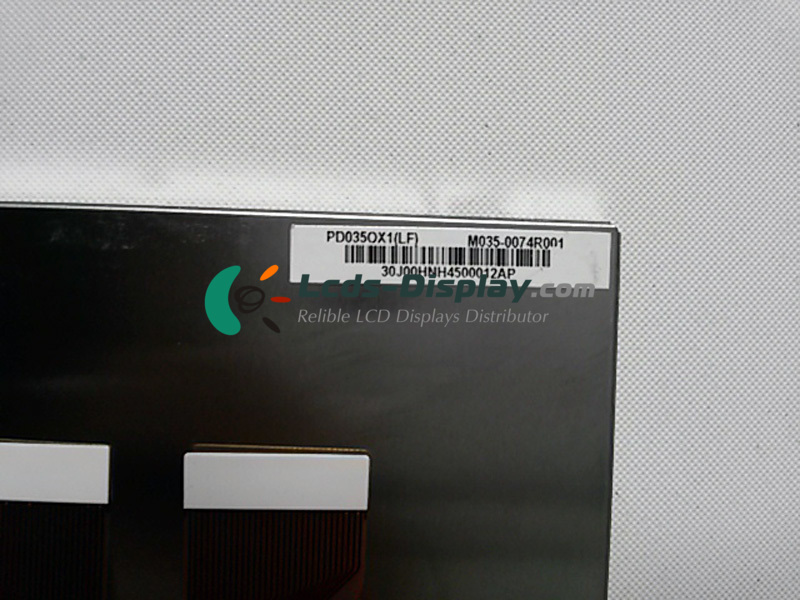 PD035OX1(LF) M035-0074R001
30J00HNH4500012AP
Lcds-Display.com
Relible LCD Displays Distributor